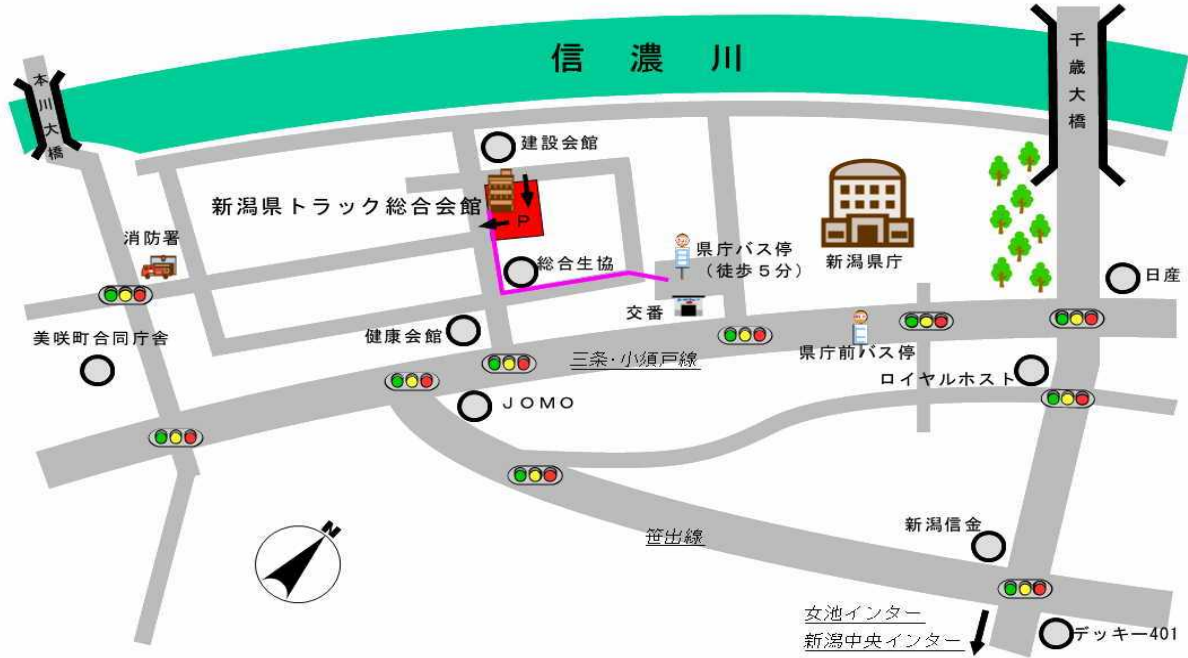 信濃川
千歳大橋
本川大橋
建設会館
新潟県トラック総合会館
P
消防署
県庁バス停
(徒歩5分)
新潟県庁
総合生協
日産
交番
美咲町合同庁舎
健康会館
三条・小須戸線
県庁前バス停
ロイヤルホスト
JOMO
N
笹出線
新潟信金
女池インター
新潟中央インター
デッキー401